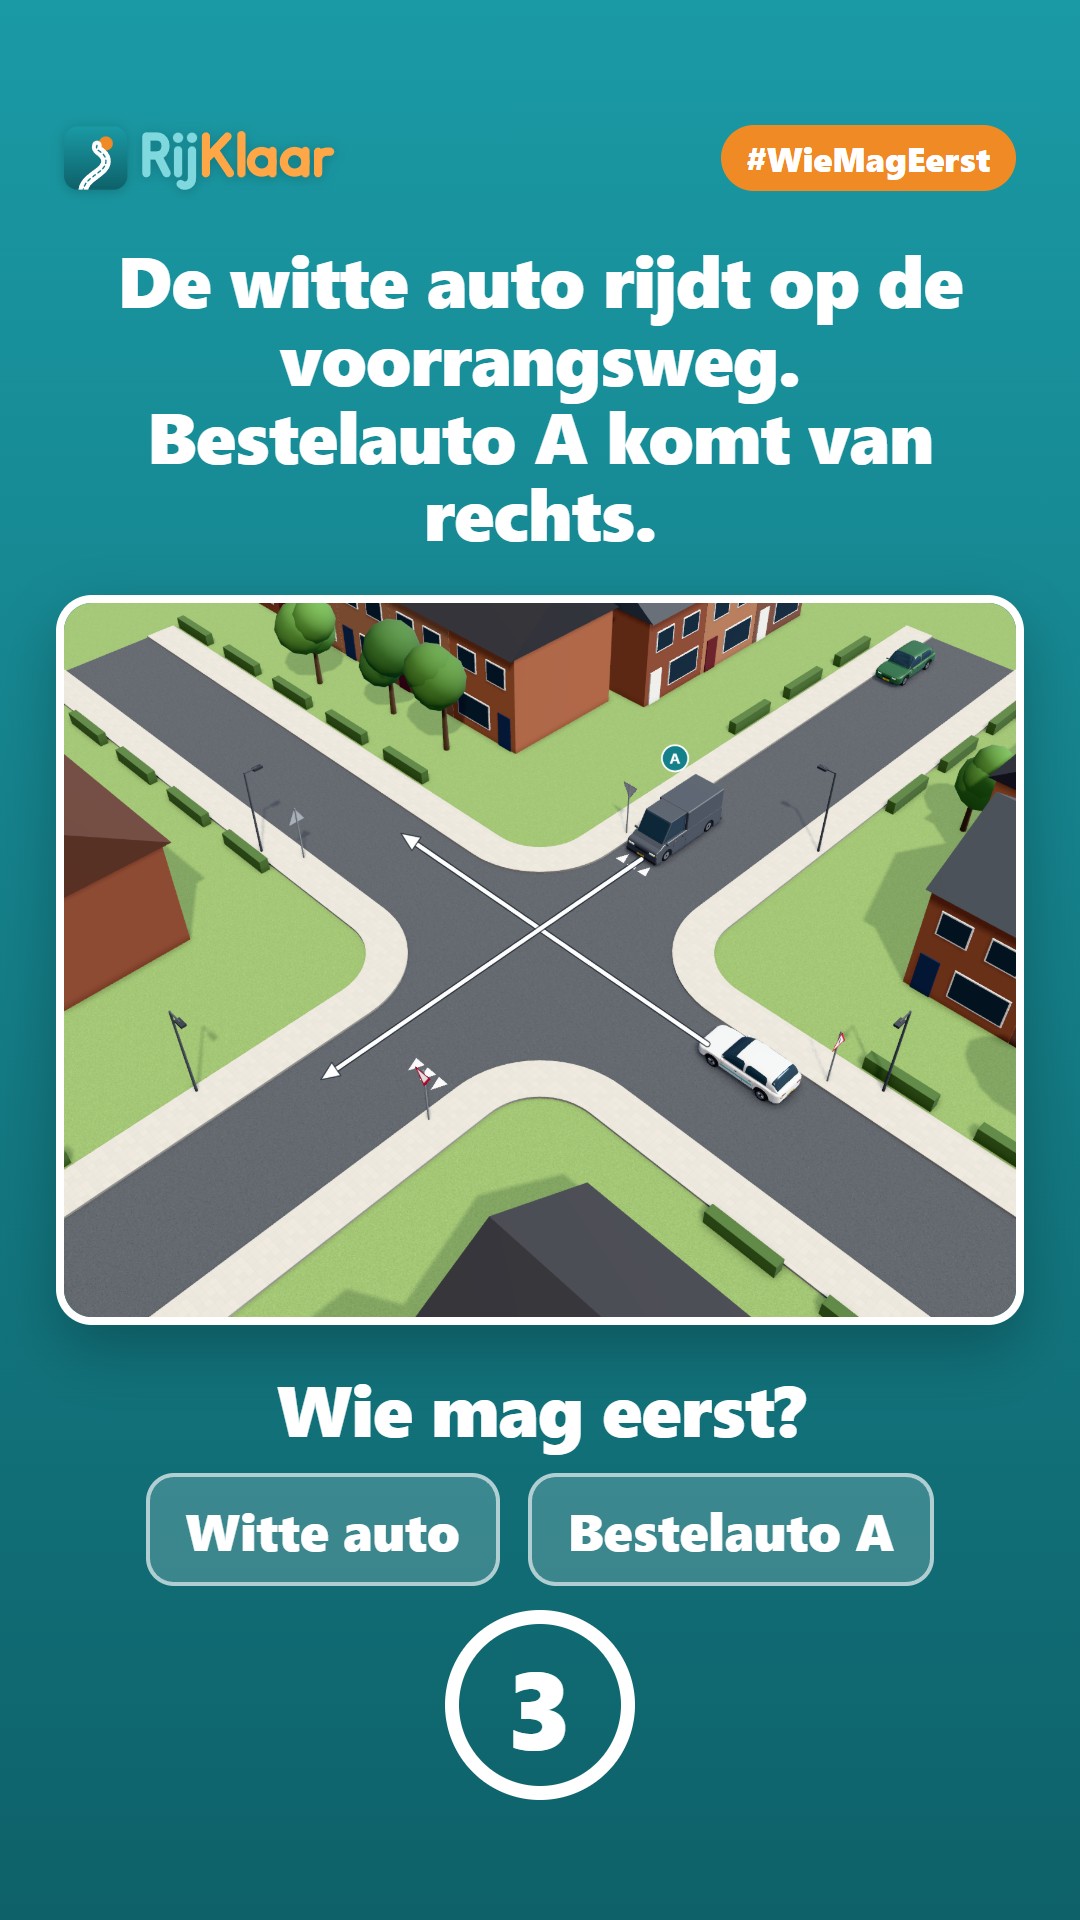 RijKlaar
#WieMagEerst
De witte auto rijdt op de
voorrangsweg.
Bestelauto A komt van
rechts.
A
Wie mag eerst?
Witte auto
Bestelauto A
3